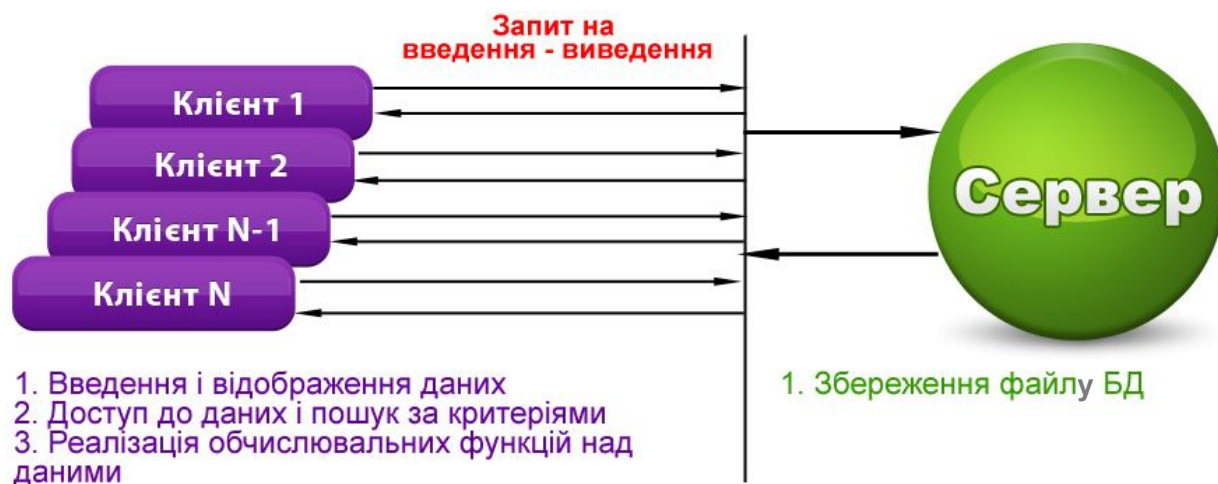 Запит на
введення - виведення
Клієнт 1
Клієнт 2
Клієнт N-1
Клієнт N
Сервер
1. Введення і відображення даних
2. Доступ до даних і пошук за критеріями
3. Реалізація обчислювальних функцій над
даними
1. Збереження файлу БД